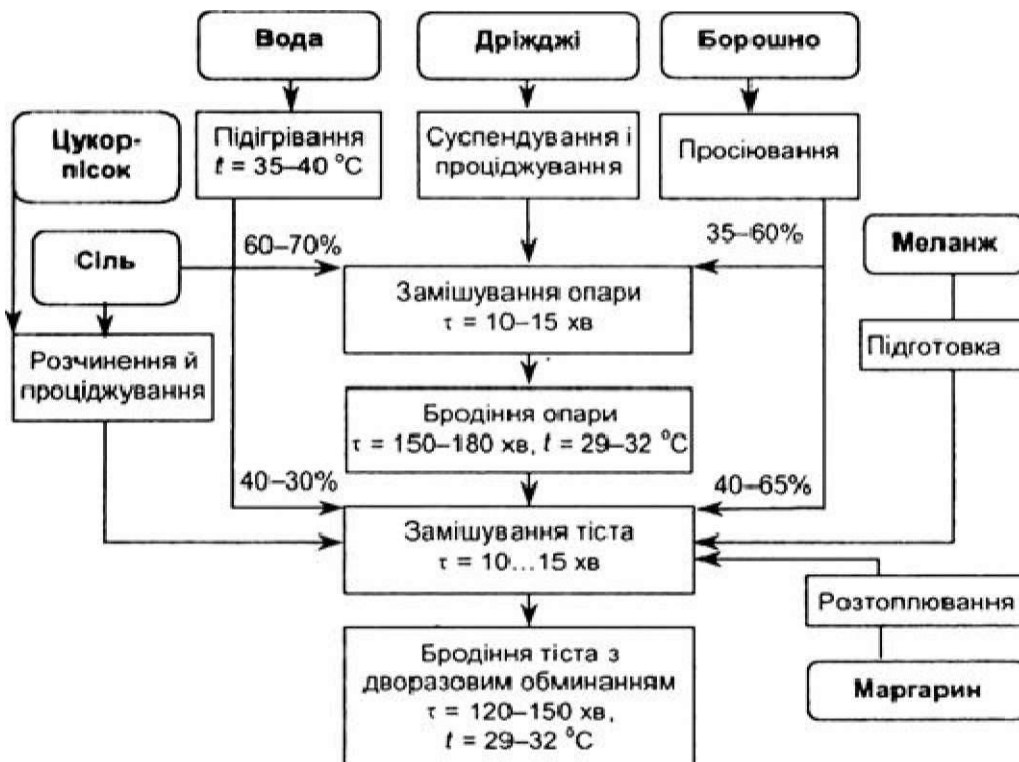 Вода
Дріжджі
Борошно
Цукор-
пісок
Підігрівання
t = 35–40 °C
Суспендування і
проціджування
Просіювання
60–70%
35–60%
Меланж
Сіль
Замішування опари
τ = 10–15 хв
Підготовка
Розчинення й
проціджування
Бродіння опари
τ = 150–180 хв, t = 29–32 °C
40–30%
40–65%
Замішування тіста
τ = 10...15 хв
Розтоплювання
Бродіння тіста з
дворазовим обминанням
τ = 120–150 хв,
t = 29–32 °C
Маргарин